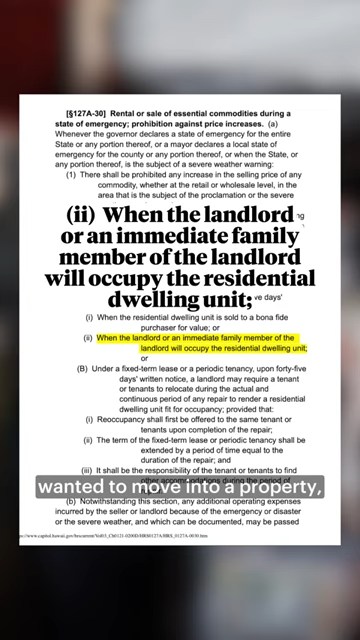 [§127A-30] Rental or sale of essential commodities during a
state of emergency; prohibition against price increases. (a)
Whenever the governor declares a state of emergency for the entire
State or any portion thereof, or a mayor declares a local state of
emergency for the county or any portion thereof, or when the State, or
any portion thereof, is the subject of a severe weather warning:
(1) There shall be prohibited any increase in the selling price of any
commodity, whether at the retail or wholesale level, in the
area that is the subject of the proclamation or the severe
(ii) When the landlord
or an immediate family
member of the landlord
will occupy the residential
dwelling unit;
ve days'
(i) When the residential dwelling unit is sold to a bona fide
purchaser for value; or
(ii) When the landlord or an immediate family member of the
landlord will occupy the residential dwelling unit;
or
(B) Under a fixed-term lease or a periodic tenancy, upon forty-five
days' written notice, a landlord may require a tenant
or tenants to relocate during the actual and
continuous period of any repair to render a residential
dwelling unit fit for occupancy; provided that:
(i) Reoccupancy shall first be offered to the same tenant or
tenants upon completion of the repair;
(ii) The term of the fixed-term lease or periodic tenancy shall be
extended by a period of time equal to the
duration of the repair; and
(iii) It shall be the responsibility of the tenant or tenants to find
other accommodations during the period of
wanted to move into a property,
(b) Notwithstanding this section, any additional operating expenses
incurred by the seller or landlord because of the emergency or disaster
or the severe weather, and which can be documented, may be passed